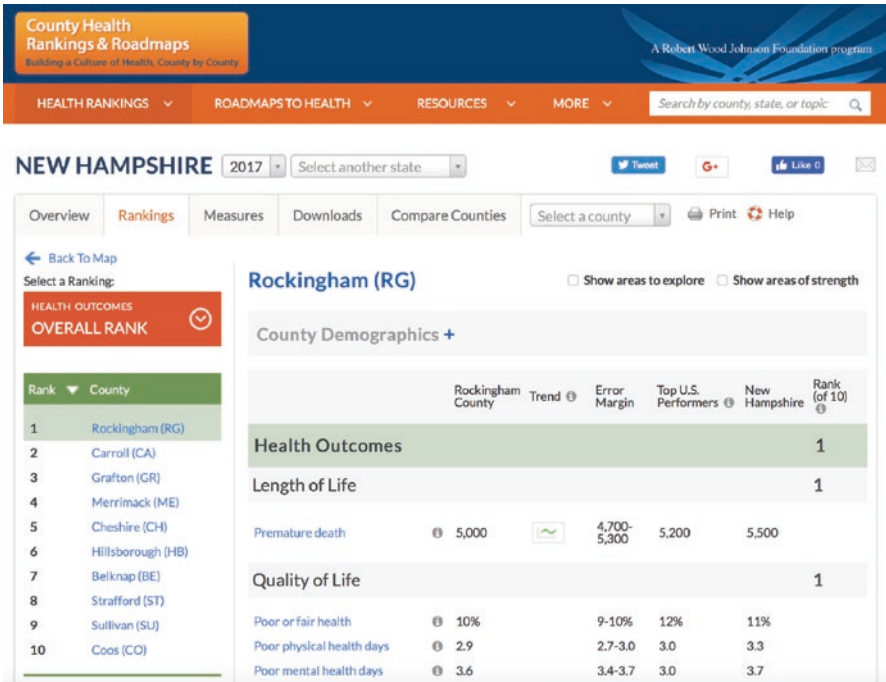 County Health
Rankings & Roadmaps
Building a Culture of Health, County by County
A Robert Wood Johnson Foundation program
HEALTH RANKINGS ROADMAPS TO HEALTH RESOURCES MORE Search by county, state, or topic
NEW HAMPSHIRE 2017 Select another state Tweet G+ Like 0
Overview Rankings Measures Downloads Compare Counties Select a county Print Help
Back To Map
Select a Ranking:
HEALTH OUTCOMES
OVERALL RANK
Rank County
1 Rockingham (RG)
2 Carroll (CA)
3 Grafton (GR)
4 Merrimack (ME)
5 Cheshire (CH)
6 Hillsborough (HB)
7 Belknap (BE)
8 Strafford (ST)
9 Sullivan (SU)
10 Coos (CO)
Rockingham (RG) Show areas to explore Show areas of strength
County Demographics +
Rockingham County Trend Error Margin Top U.S. Performers New Hampshire Rank (of 10)
Health Outcomes 1
Length of Life 1
Premature death 5,000 4,700-5,300 5,200 5,500
Quality of Life 1
Poor or fair health 10% 9-10% 12% 11%
Poor physical health days 2.9 2.7-3.0 3.0 3.3
Poor mental health days 3.6 3.4-3.7 3.0 3.7